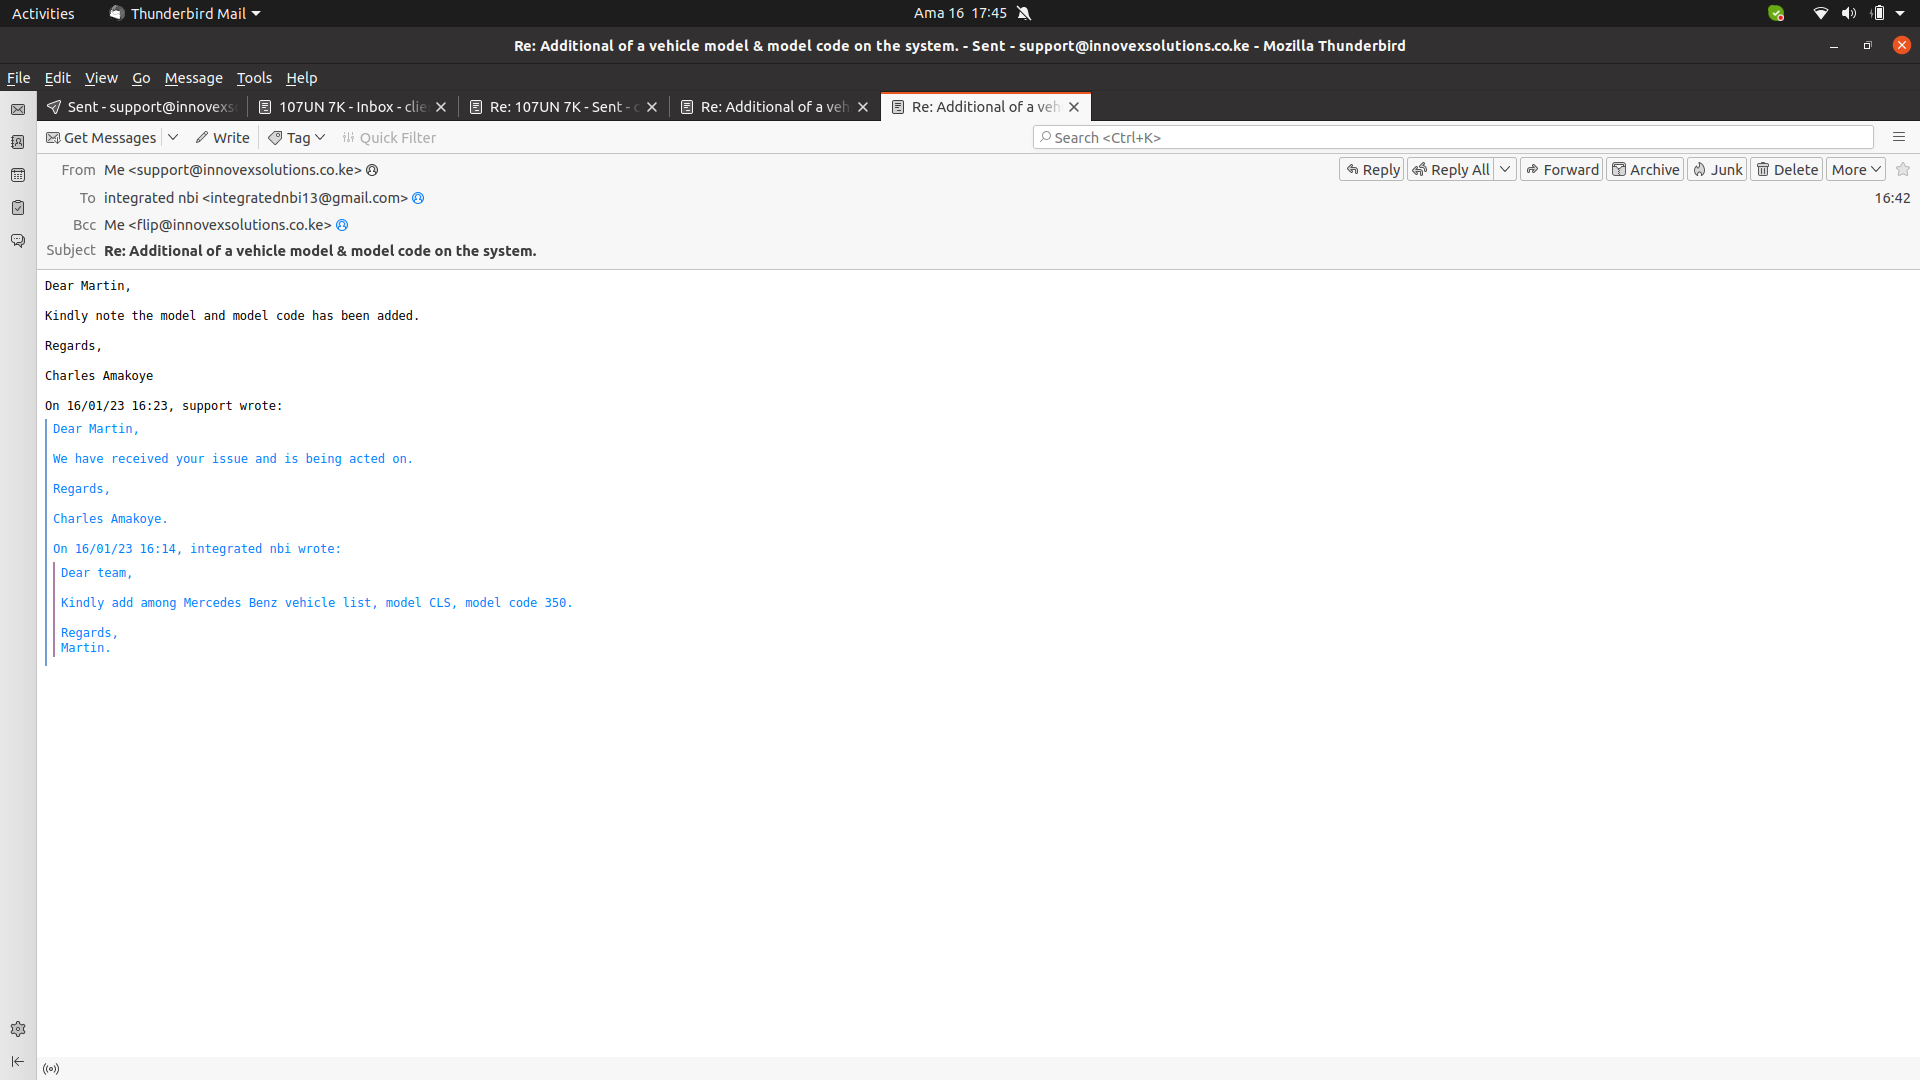 Activities Thunderbird Mail Ama 16 17:45
Re: Additional of a vehicle model & model code on the system. - Sent - support@innovexsolutions.co.ke - Mozilla Thunderbird
File Edit View Go Message Tools Help
Sent - support@innovexs 107UN 7K - Inbox - clie Re: 107UN 7K - Sent - c Re: Additional of a veh Re: Additional of a veh
Get Messages Write Tag Quick Filter Search <Ctrl+K>
From Me <support@innovexsolutions.co.ke> Reply Reply All Forward Archive Junk Delete More
To integrated nbi <integratednbi13@gmail.com> 16:42
Bcc Me <flip@innovexsolutions.co.ke>
Subject Re: Additional of a vehicle model & model code on the system.
Dear Martin,
Kindly note the model and model code has been added.
Regards,
Charles Amakoye
On 16/01/23 16:23, support wrote:
Dear Martin,
We have received your issue and is being acted on.
Regards,
Charles Amakoye.
On 16/01/23 16:14, integrated nbi wrote:
Dear team,
Kindly add among Mercedes Benz vehicle list, model CLS, model code 350.
Regards,
Martin.